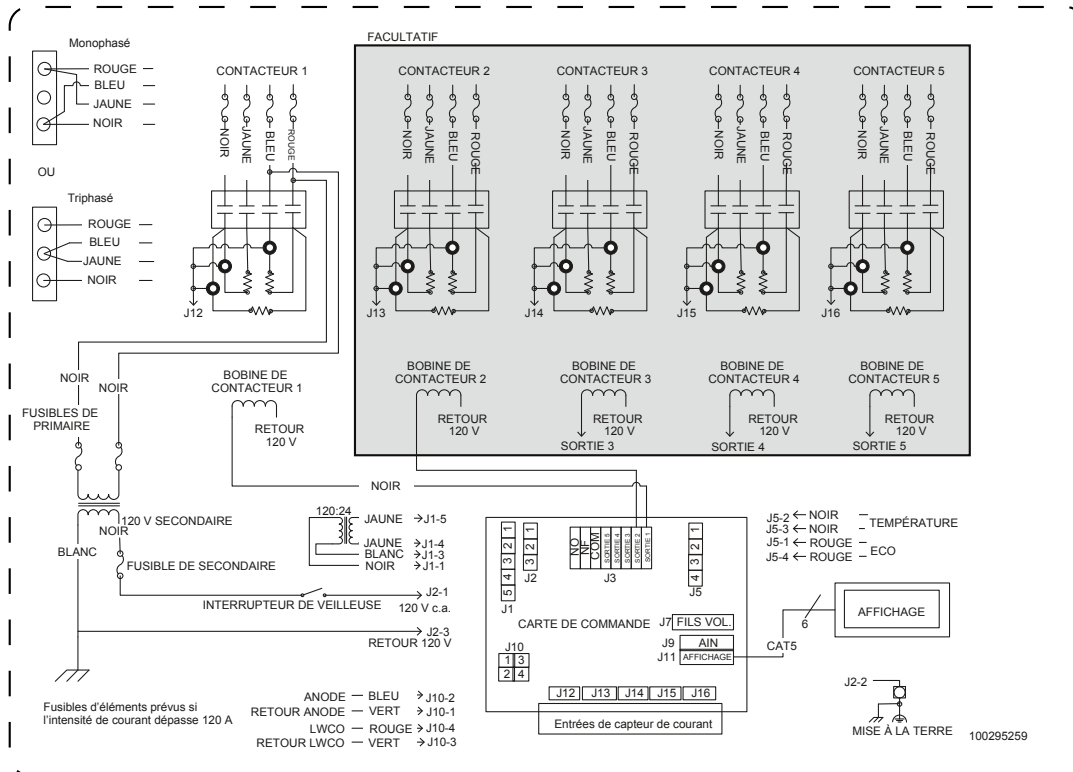 FACULTATIF
Monophasé
ROUGE
BLEU
JAUNE
NOIR
OU
Triphasé
ROUGE
BLEU
JAUNE
NOIR
CONTACTEUR 1
NOIR
JAUNE
BLEU
ROUGE
J12
CONTACTEUR 2
NOIR
JAUNE
BLEU
ROUGE
J13
CONTACTEUR 3
NOIR
JAUNE
BLEU
ROUGE
J14
CONTACTEUR 4
NOIR
JAUNE
BLEU
ROUGE
J15
CONTACTEUR 5
NOIR
JAUNE
BLEU
ROUGE
J16
NOIR
NOIR
FUSIBLES DE
PRIMAIRE
BOBINE DE
CONTACTEUR 1
RETOUR
120 V
BOBINE DE
CONTACTEUR 2
RETOUR
120 V
BOBINE DE
CONTACTEUR 3
RETOUR
120 V
SORTIE 3
BOBINE DE
CONTACTEUR 4
RETOUR
120 V
SORTIE 4
BOBINE DE
CONTACTEUR 5
RETOUR
120 V
SORTIE 5
NOIR
120 V SECONDAIRE
NOIR
BLANC
FUSIBLE DE SECONDAIRE
120:24
JAUNE J1-5
JAUNE J1-4
BLANC J1-3
NOIR J1-1
INTERRUPTEUR DE VEILLEUSE
J2-1
120 V c.a.
J2-3
RETOUR 120 V
1
2
3
4
5
J1
1
2
3
J2
NO
NF
COM
SORTIE 5
SORTIE 4
SORTIE 3
SORTIE 2
SORTIE 1
J3
1
2
3
4
J5
CARTE DE COMMANDE
J7 FILS VOL.
J9 AIN
J11 AFFICHAGE
J10
1 3
2 4
J12 J13 J14 J15 J16
Entrées de capteur de courant
J5-2 NOIR
J5-3 NOIR
TEMPÉRATURE
J5-1 ROUGE
J5-4 ROUGE
ECO
6
CAT5
AFFICHAGE
J2-2
MISE À LA TERRE
Fusibles d'éléments prévus si
l'intensité de courant dépasse 120 A
ANODE BLEU J10-2
RETOUR ANODE VERT J10-1
LWCO ROUGE J10-4
RETOUR LWCO VERT J10-3
100295259